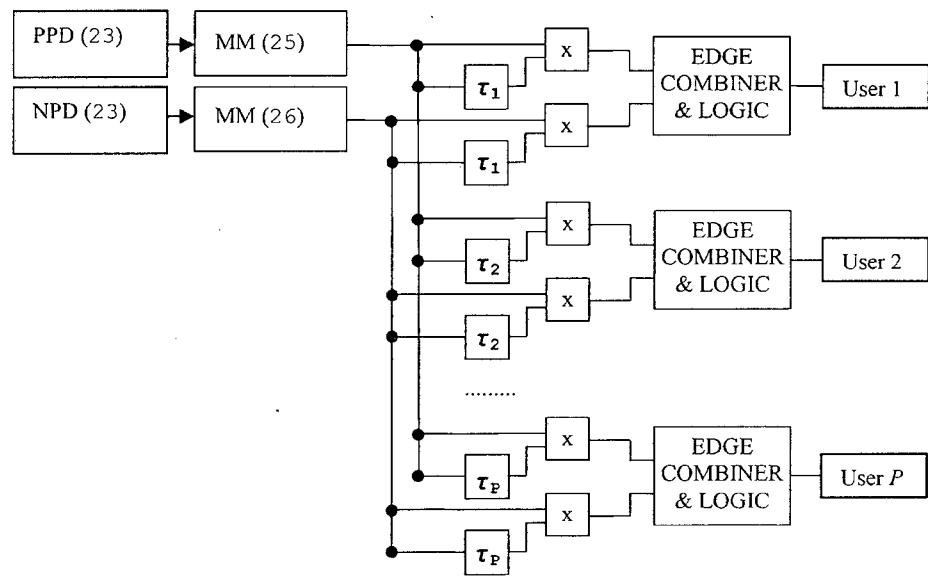 PPD (23)
MM (25)
NPD (23)
MM (26)
x
τ1
x
τ1
EDGE
COMBINER
& LOGIC
User 1
x
τ2
x
τ2
EDGE
COMBINER
& LOGIC
User 2
.........
x
τP
x
τP
EDGE
COMBINER
& LOGIC
User P